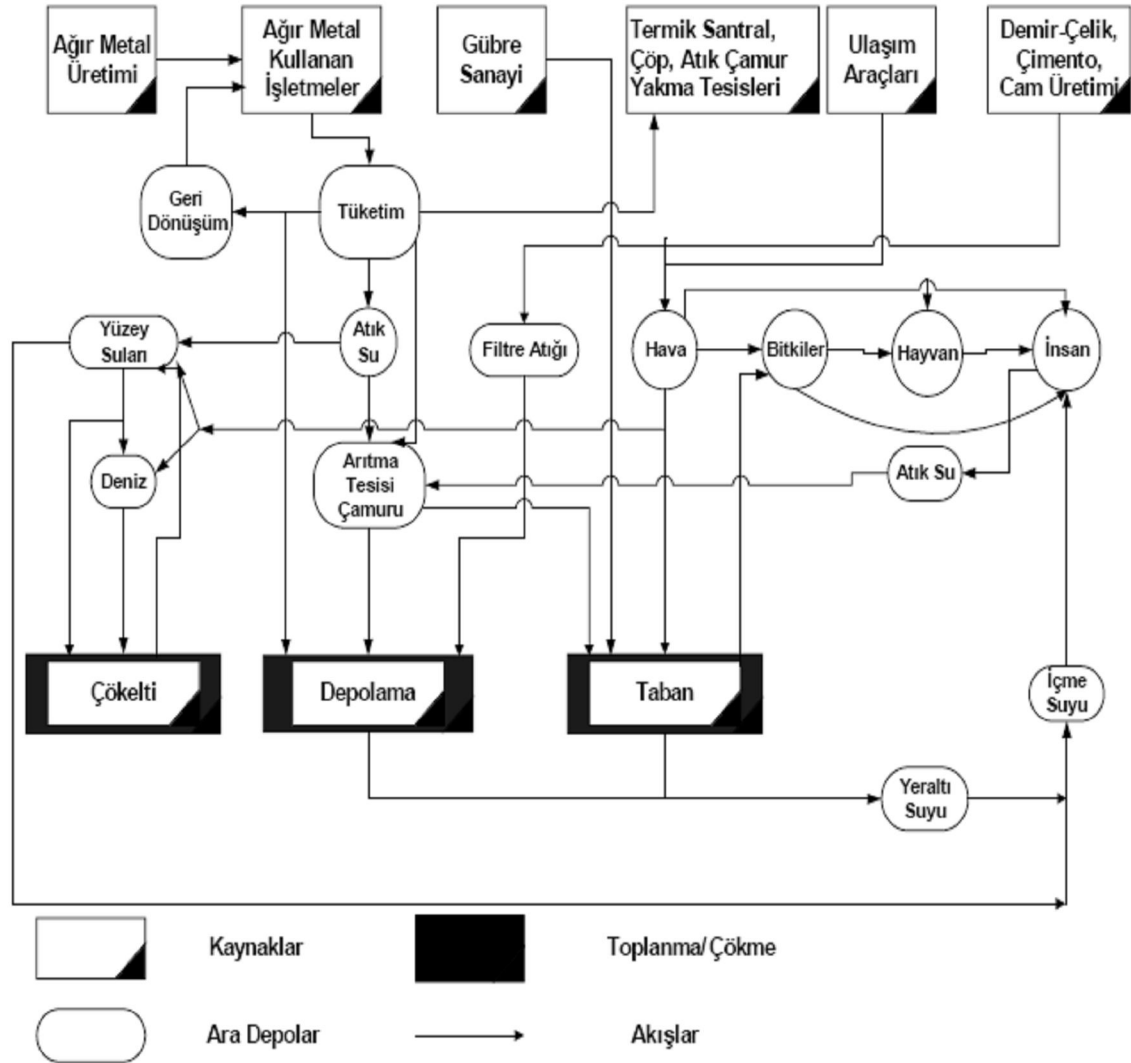 Ağır Metal
Üretimi
Ağır Metal
Kullanan
İşletmeler
Gübre
Sanayi
Termik Santral,
Çöp, Atık Çamur
Yakma Tesisleri
Ulaşım
Araçları
Demir-Çelik,
Çimento,
Cam Üretimi
Geri
Dönüşüm
Tüketim
Yüzey
Suları
Atık
Su
Filtre Atığı
Hava
Bitkiler
Hayvan
İnsan
Deniz
Arıtma
Tesisi
Çamuru
Atık Su
Çökelti
Depolama
Taban
İçme
Suyu
Yeraltı
Suyu
Kaynaklar
Toplanma/Çökme
Ara Depolar
Akışlar